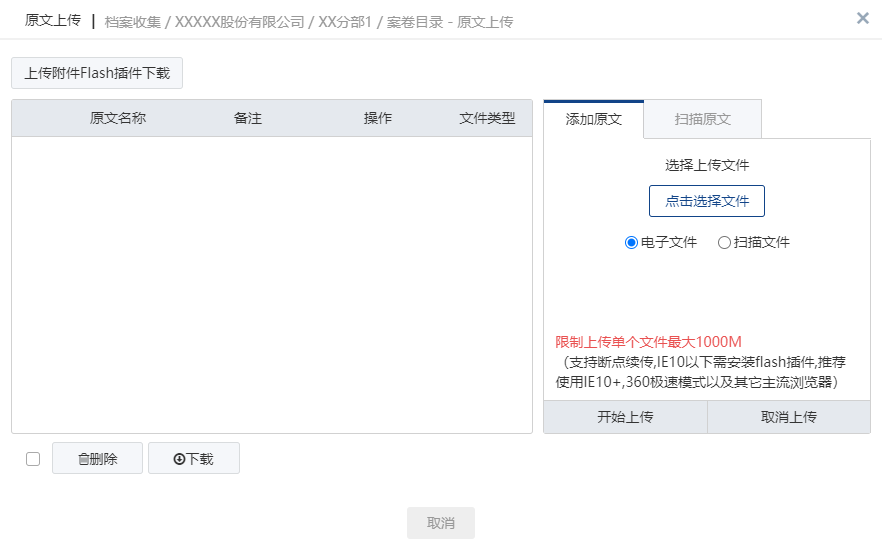 原文上传 | 档案收集 / XXXXX股份有限公司 / XX分部1 / 案卷目录 - 原文上传
上传附件Flash插件下载
原文名称 备注 操作 文件类型
添加原文 扫描原文
选择上传文件
点击选择文件
电子文件 扫描文件
限制上传单个文件最大1000M
（支持断点续传,IE10以下需安装flash插件,推荐
使用IE10+,360极速模式以及其它主流浏览器）
开始上传 取消上传
删除 下载
取消